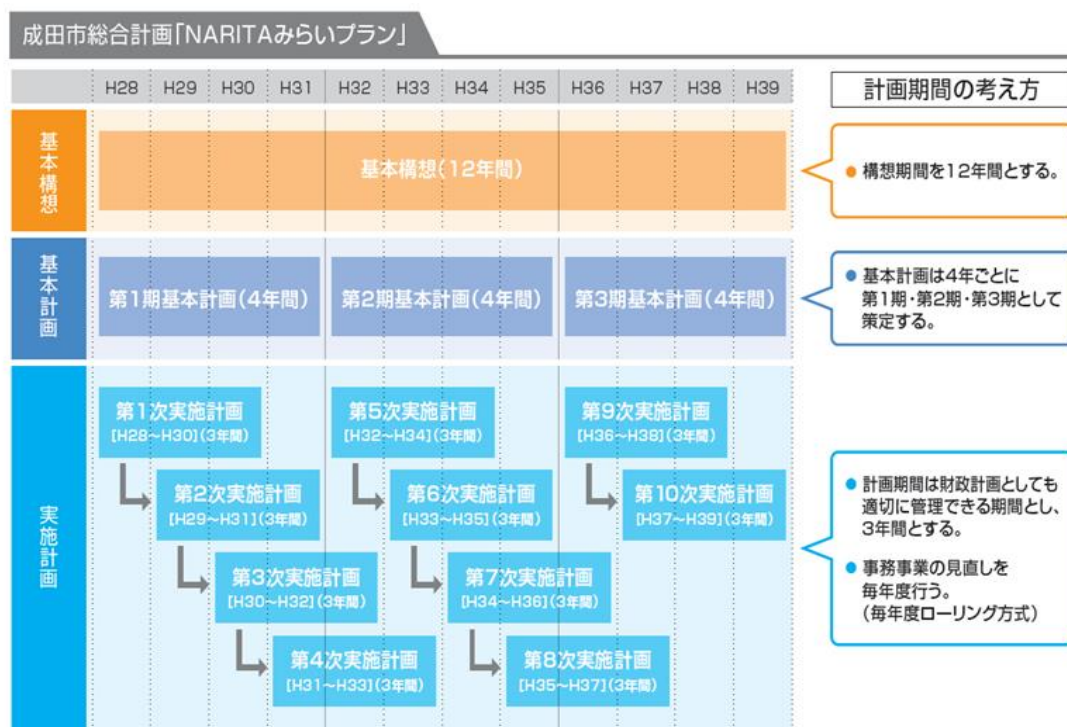 成田市総合計画「NARITAみらいプラン」
H28 H29 H30 H31 H32 H33 H34 H35 H36 H37 H38 H39
計画期間の考え方
基本構想
基本構想(12年間)
● 構想期間を12年間とする。
基本計画
第1期基本計画(4年間)
第2期基本計画(4年間)
第3期基本計画(4年間)
● 基本計画は4年ごとに
第1期・第2期・第3期として
策定する。
実施計画
第1次実施計画
[H28～H30](3年間)
第2次実施計画
[H29～H31](3年間)
第3次実施計画
[H30～H32](3年間)
第4次実施計画
[H31～H33](3年間)
第5次実施計画
[H32～H34](3年間)
第6次実施計画
[H33～H35](3年間)
第7次実施計画
[H34～H36](3年間)
第8次実施計画
[H35～H37](3年間)
第9次実施計画
[H36～H38](3年間)
第10次実施計画
[H37～H39](3年間)
● 計画期間は財政計画としても
適切に管理できる期間とし、
3年間とする。
● 事務事業の見直しを
毎年度行う。
(毎年度ローリング方式)